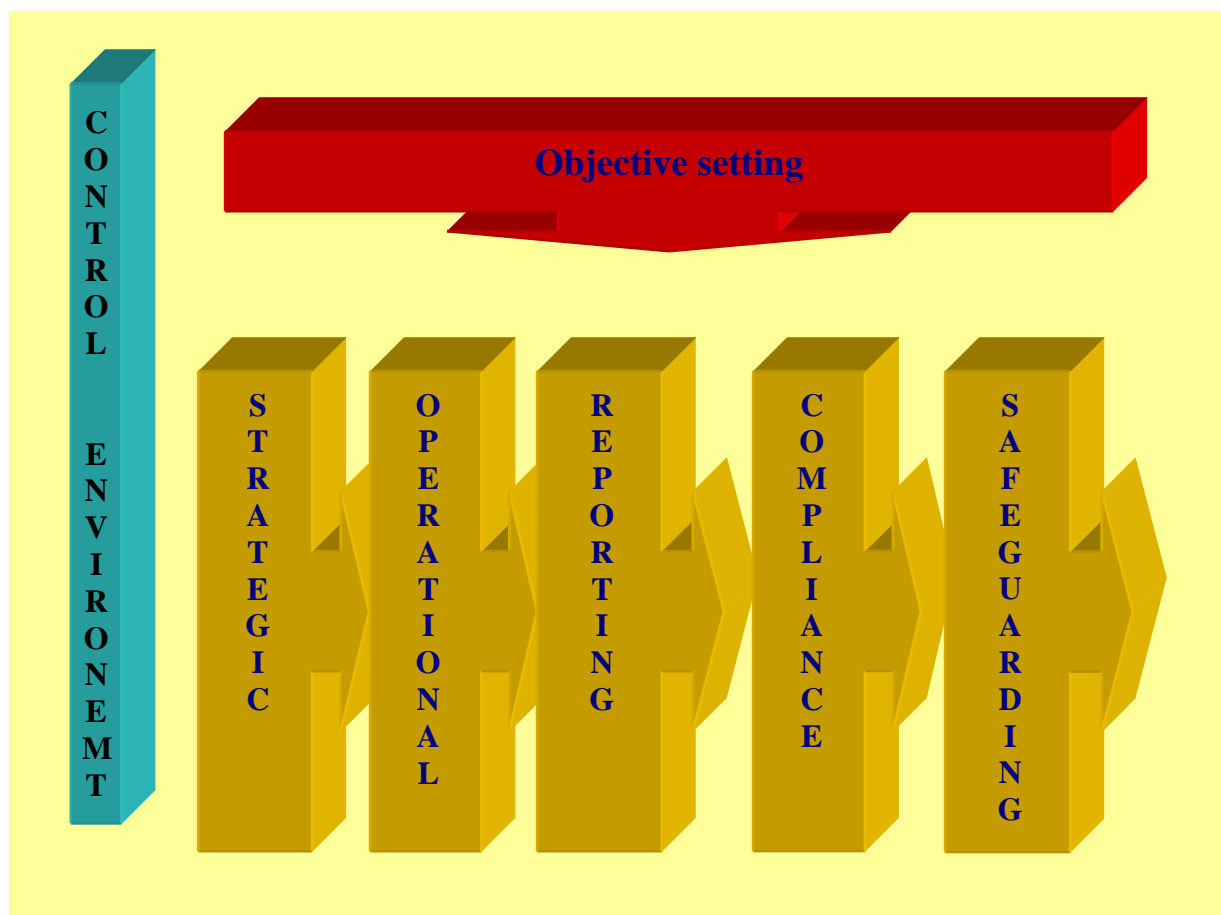 CONTROL ENVIRONEMT
Objective setting
STRATEGIC
OPERATIONAL
REPORTING
COMPLIANCE
SAFEGUARDING